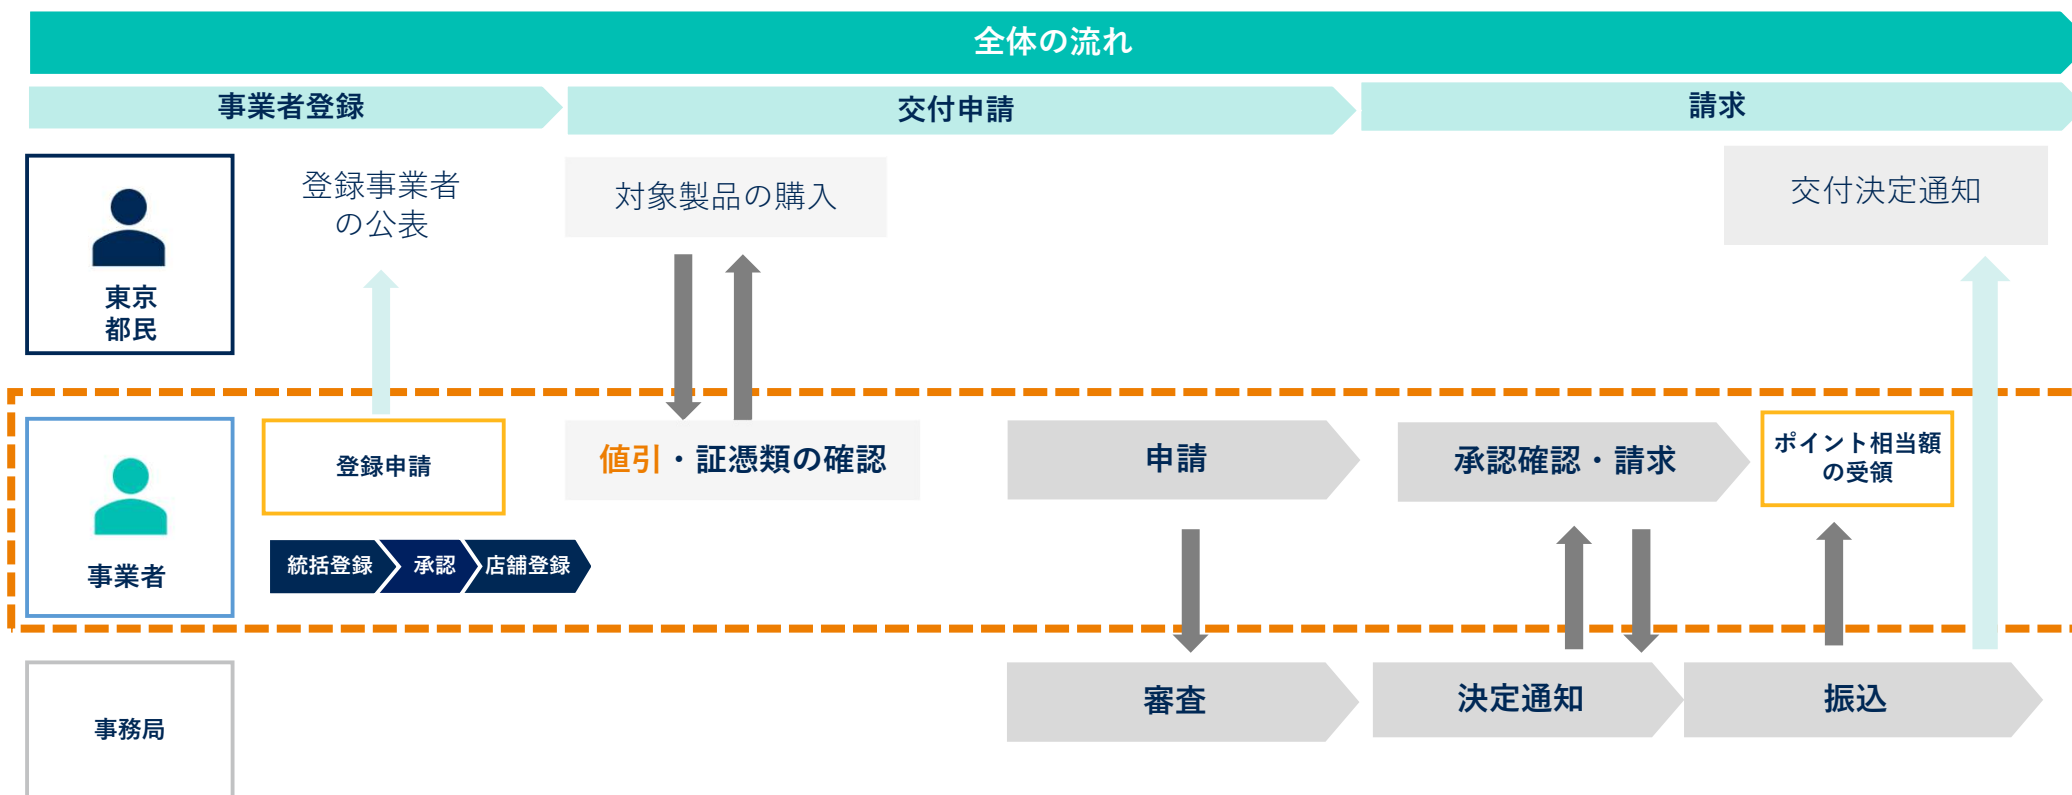 全体の流れ
事業者登録
交付申請
請求
東京
都民
登録事業者
の公表
対象製品の購入
交付決定通知
事業者
登録申請
統括登録
承認
店舗登録
値引・証憑類の確認
申請
承認確認・請求
ポイント相当額
の受領
事務局
審査
決定通知
振込